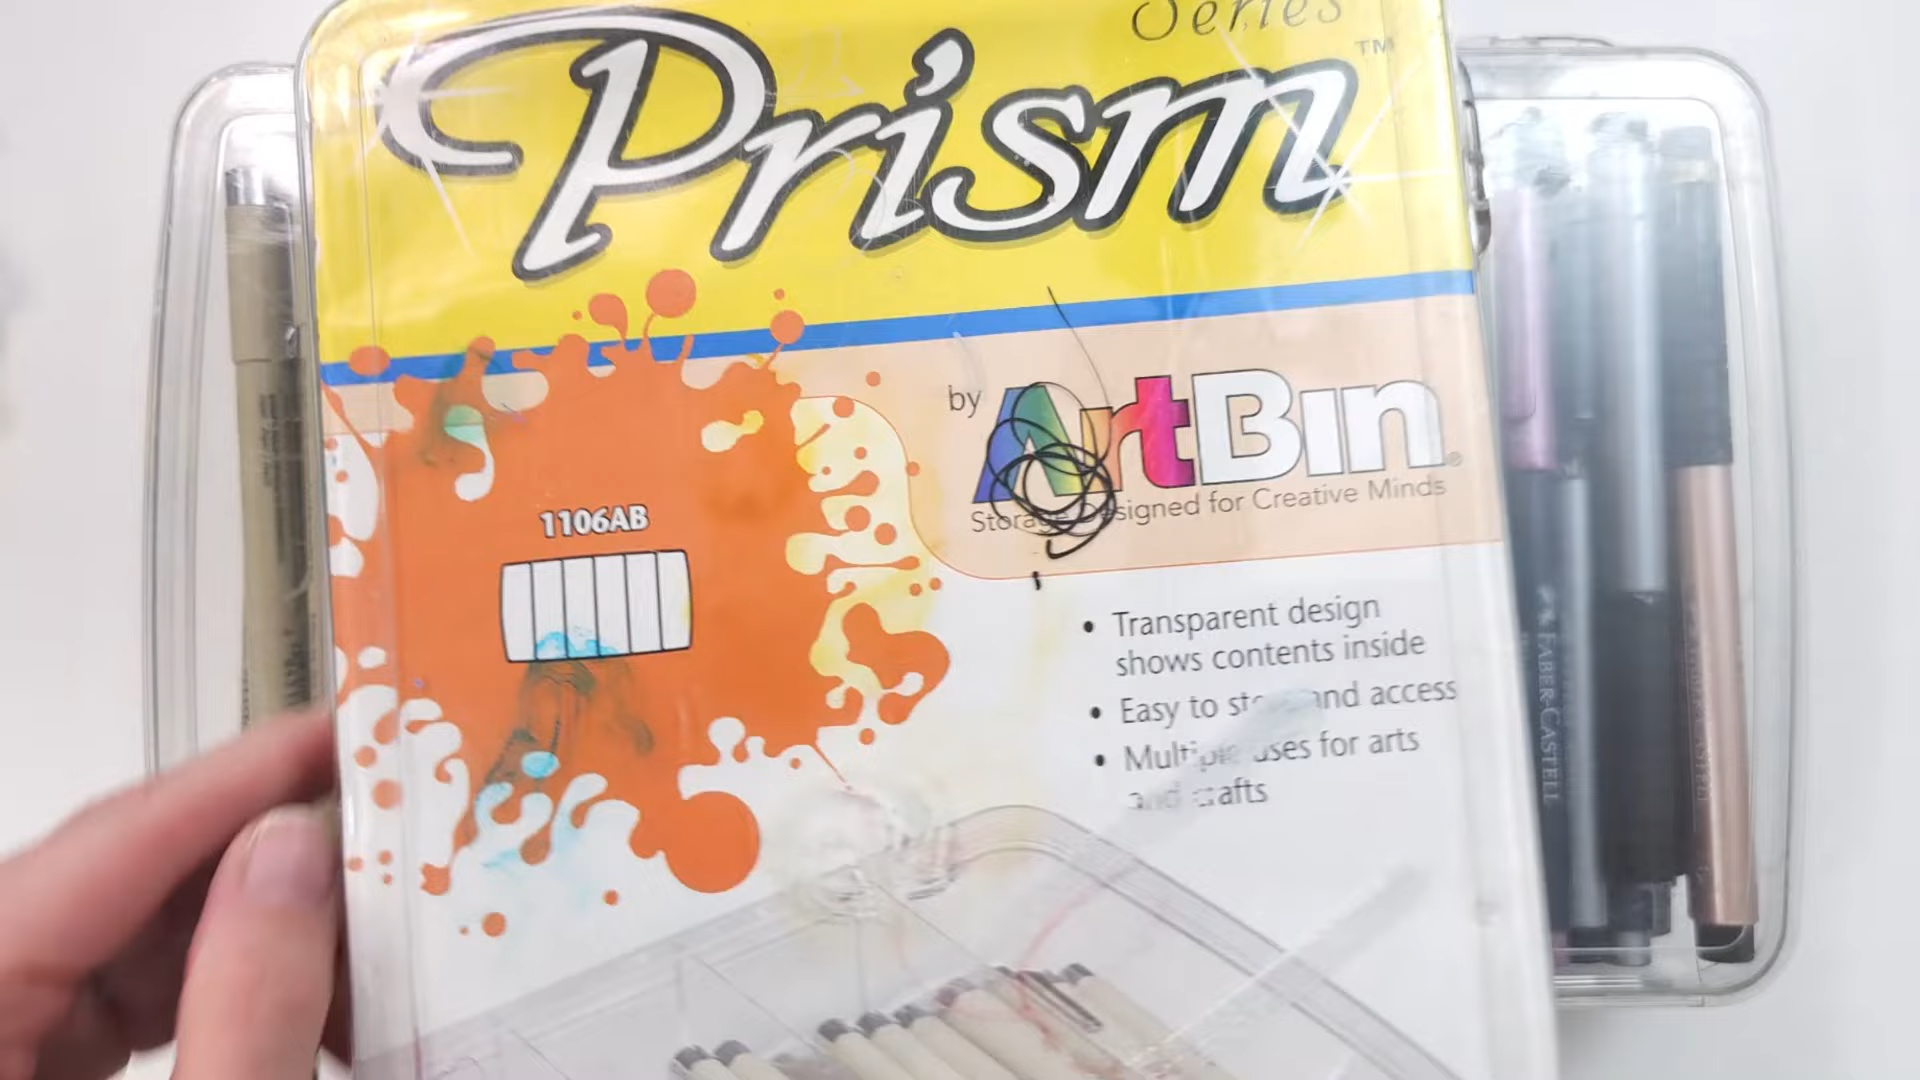 Series
Prism™
by ArtBin®
Storage Designed for Creative Minds
1106AB
• Transparent design
shows contents inside
• Easy to store and access
• Multiple uses for arts
and crafts
FABER-CASTELL